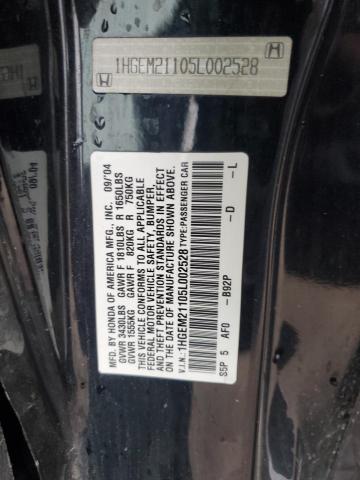 1HGEM21105L002528
MFD. BY HONDA OF AMERICA MFG., INC. 09/'04
GVWR 3430LBS GAWR F 1810LBS R 1650LBS
GVWR 1555KG GAWR F 820KG R 750KG
THIS VEHICLE CONFORMS TO ALL APPLICABLE
FEDERAL MOTOR VEHICLE SAFETY, BUMPER,
AND THEFT PREVENTION STANDARDS IN EFFECT
ON THE DATE OF MANUFACTURE SHOWN ABOVE.
V.I.N.: 1HGEM21105L002528 TYPE:PASSENGER CAR
S5P 5 AF0 -B92P -D -L